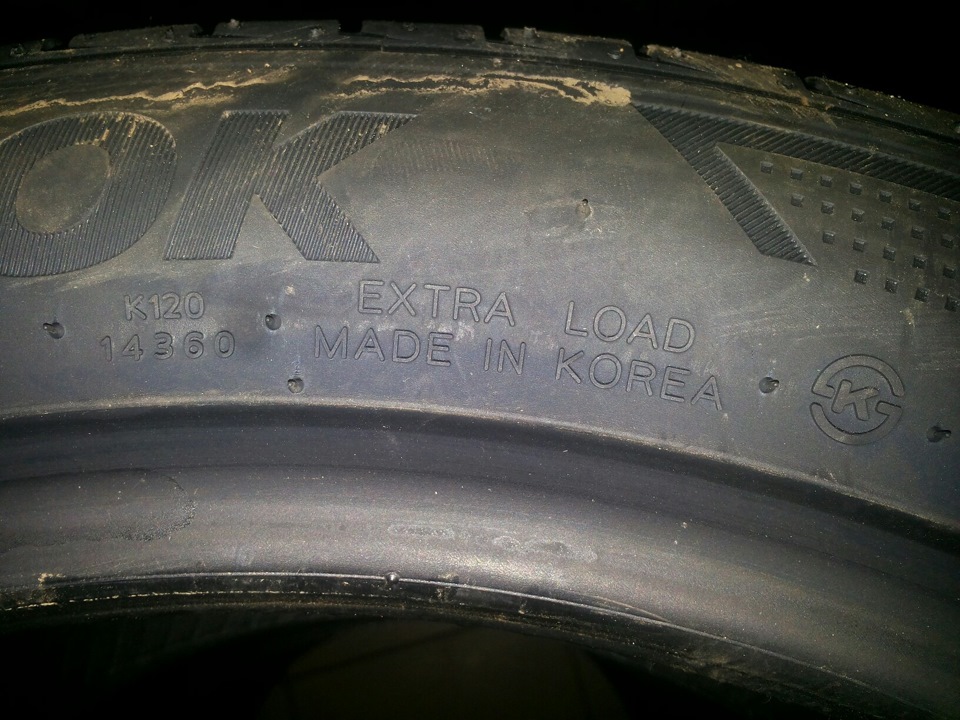 OK
K120
14360
EXTRA LOAD
MADE IN KOREA
K